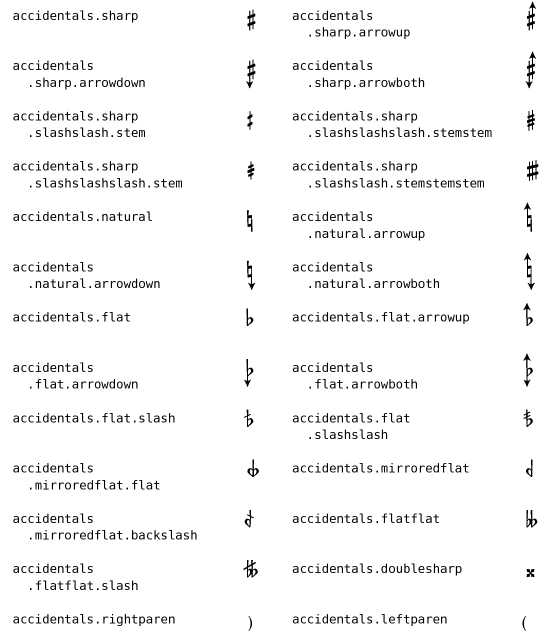 accidentals.sharp
accidentals
.sharp.arrowup
accidentals
.sharp.arrowdown
accidentals
.sharp.arrowboth
accidentals.sharp
.slashslash.stem
accidentals.sharp
.slashslashslash.stemstem
accidentals.sharp
.slashslashslash.stem
accidentals.sharp
.slashslash.stemstemstem
accidentals.natural
accidentals
.natural.arrowup
accidentals
.natural.arrowdown
accidentals
.natural.arrowboth
accidentals.flat
accidentals.flat.arrowup
accidentals
.flat.arrowdown
accidentals
.flat.arrowboth
accidentals.flat.slash
accidentals.flat
.slashslash
accidentals
.mirroredflat.flat
accidentals.mirroredflat
accidentals
.mirroredflat.backslash
accidentals.flatflat
accidentals
.flatflat.slash
accidentals.doublesharp
accidentals.rightparen )
accidentals.leftparen (